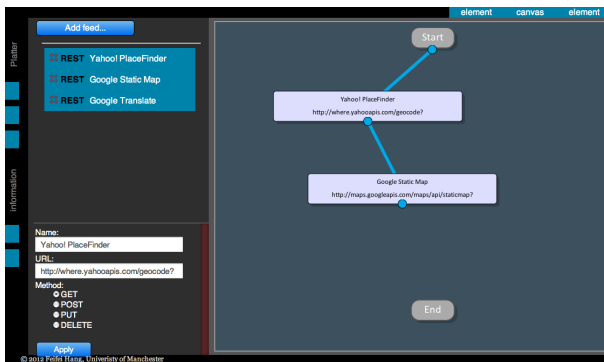 element canvas element
Add feed...
Start
Platter
REST Yahoo! PlaceFinder
REST Google Static Map
REST Google Translate
Yahoo! PlaceFinder
http://where.yahooapis.com/geocode?
Google Static Map
http://maps.googleapis.com/maps/api/staticmap?
information
Name:
Yahoo! PlaceFinder
URL:
http://where.yahooapis.com/geocode?
Method:
GET
POST
PUT
DELETE
End
Apply
© 2012 Feifei Hang, Univeristy of Manchester